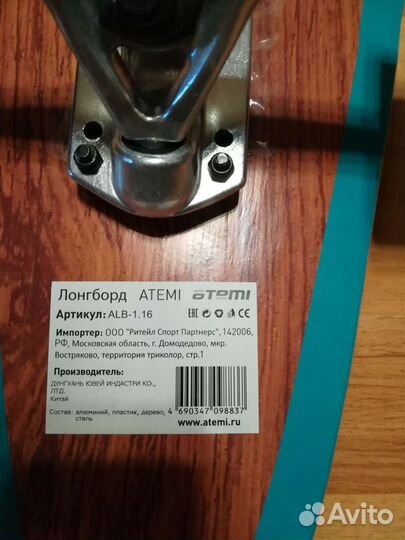 Лонгборд ATEMI atemi
Артикул: ALB-1.16
EAC CE
Импортер: ООО "Ритейл Спорт Партнерс", 142006,
РФ, Московская область, г. Домодедово, мкр.
Востряково, территория триколор, стр.1
Производитель:
ДУНГУАНЬ ЮВЕЙ ИНДАСТРИ КО.,
ЛТД.
Китай
Состав: алюминий, пластик, дерево,
сталь
4 690347 098837
www.atemi.ru
Avito